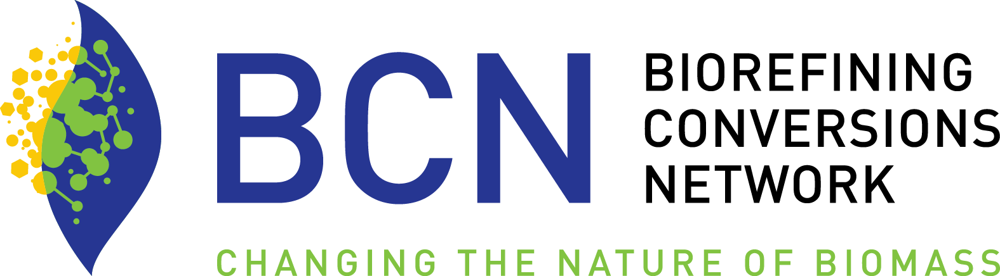 BCN
BIOREFINING
CONVERSIONS
NETWORK
CHANGING THE NATURE OF BIOMASS